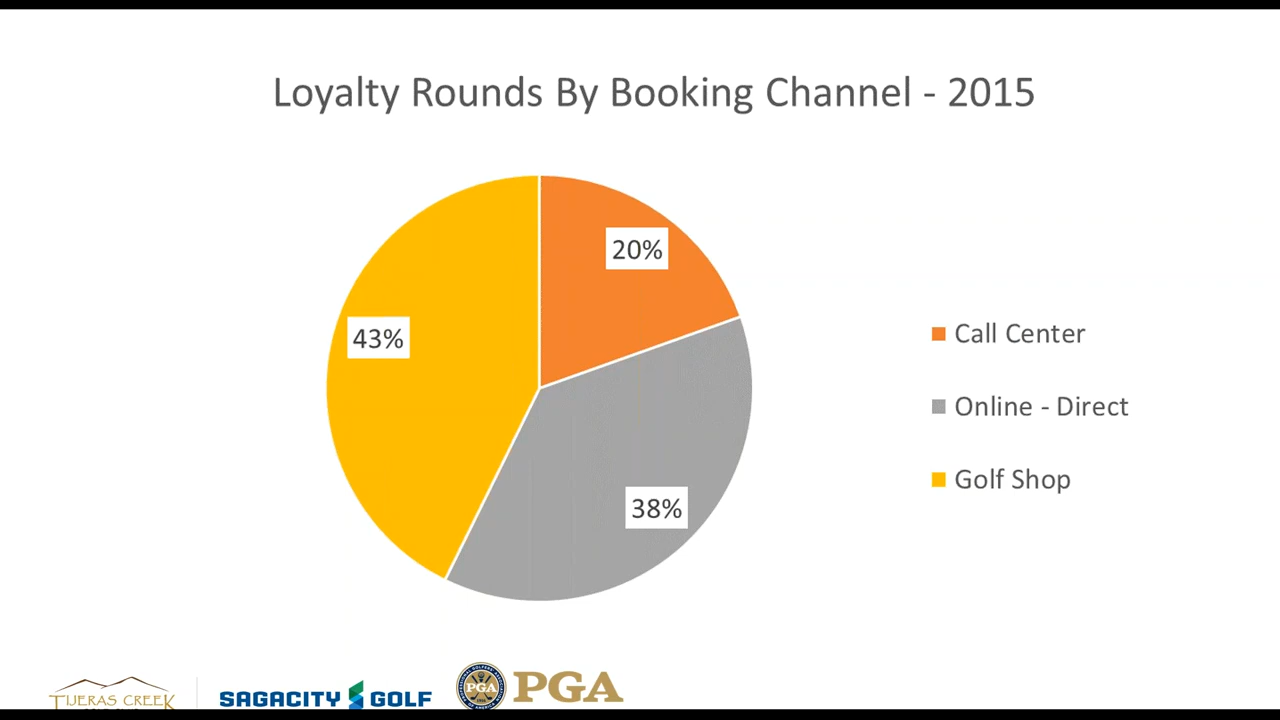 Loyalty Rounds By Booking Channel - 2015
20%
43%
38%
Call Center
Online - Direct
Golf Shop
TIJERAS CREEK
SAGACITY GOLF
PGA
PGA